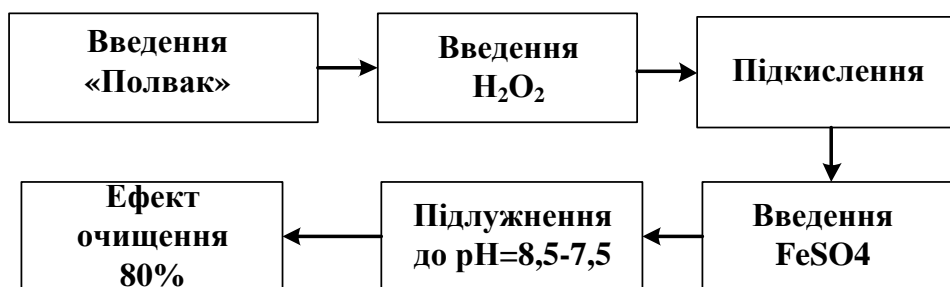 Введення
«Полвак»
Введення
H₂O₂
Підкислення
Введення
FeSO4
Підлужнення
до pH=8,5-7,5
Ефект
очищення
80%